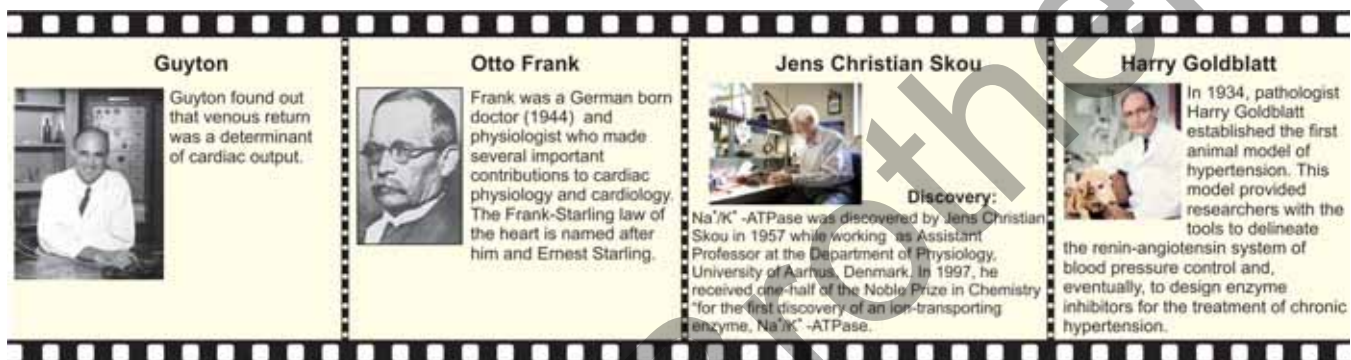 Guyton
Guyton found out
that venous return
was a determinant
of cardiac output.
Otto Frank
Frank was a German born
doctor (1944) and
physiologist who made
several important
contributions to cardiac
physiology and cardiology.
The Frank-Starling law of
the heart is named after
him and Ernest Starling.
Jens Christian Skou
Discovery:
Na⁺/K⁺ -ATPase was discovered by Jens Christian
Skou in 1957 while working as Assistant
Professor at the Department of Physiology,
University of Aarhus, Denmark. In 1997, he
received one-half of the Noble Prize in Chemistry
"for the first discovery of an ion-transporting
enzyme, Na⁺/K⁺ -ATPase.
Harry Goldblatt
In 1934, pathologist
Harry Goldblatt
established the first
animal model of
hypertension. This
model provided
researchers with the
tools to delineate
the renin-angiotensin system of
blood pressure control and,
eventually, to design enzyme
inhibitors for the treatment of chronic
hypertension.